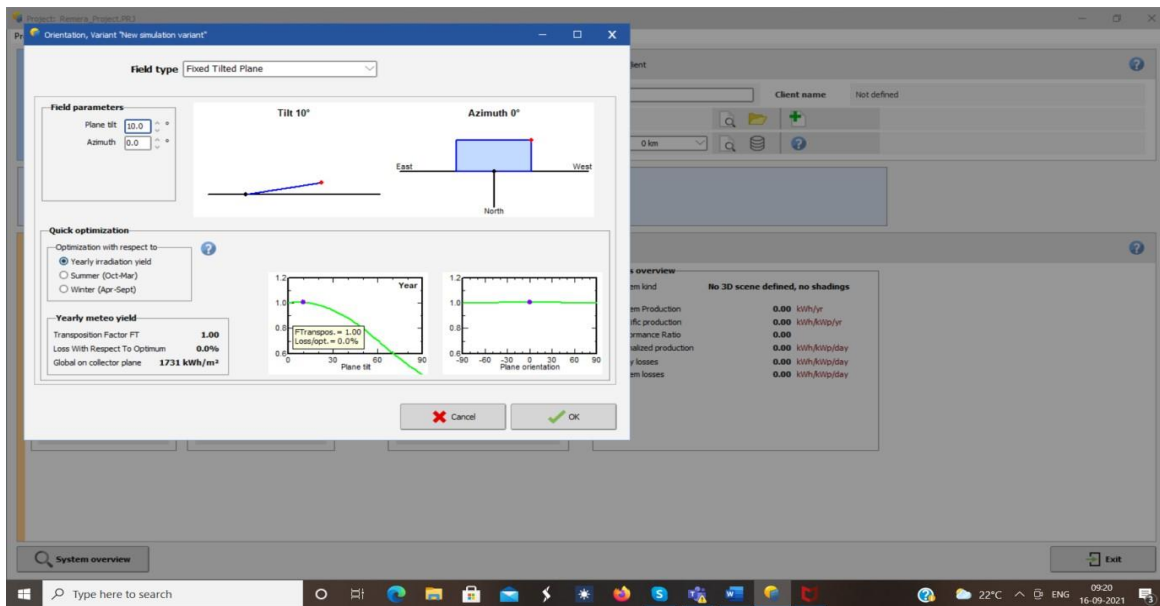 Project: Remera_Project.PRJ
Orientation, Variant "New simulation variant"
Field type Fixed Tilted Plane
Client name Not defined
Field parameters
Plane tilt 10.0 °
Azimuth 0.0 °
Tilt 10°
Azimuth 0°
East West
North
0 km
Quick optimization
Optimization with respect to
Yearly irradiation yield
Summer (Oct-Mar)
Winter (Apr-Sept)
Yearly meteo yield
Transposition Factor FT 1.00
Loss With Respect To Optimum 0.0%
Global on collector plane 1731 kWh/m²
Year
1.2
1.0
0.8
0.6
FTranspos. = 1.00
Loss/opt. = 0.0%
0 30 60 90
Plane tilt
1.2
1.0
0.8
0.6
-90 -60 -30 0 30 60 90
Plane orientation
Cancel
OK
s overview
em kind No 3D scene defined, no shadings
em Production 0.00 kWh/yr
ific production 0.00 kWh/kWp/yr
ormance Ratio 0.00
alized production 0.00 kWh/kWp/day
y losses 0.00 kWh/kWp/day
em losses 0.00 kWh/kWp/day
System overview
Exit
Type here to search
22°C
ENG
09:20
16-09-2021
3